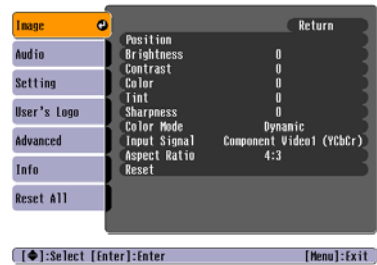 Image
Audio
Setting
User's Logo
Advanced
Info
Reset All
Return
Position
Brightness 0
Contrast 0
Color 0
Tint 0
Sharpness 0
Color Mode Dynamic
Input Signal Component Video1 (YCbCr)
Aspect Ratio 4:3
Reset
[◆]:Select [Enter]:Enter [Menu]:Exit